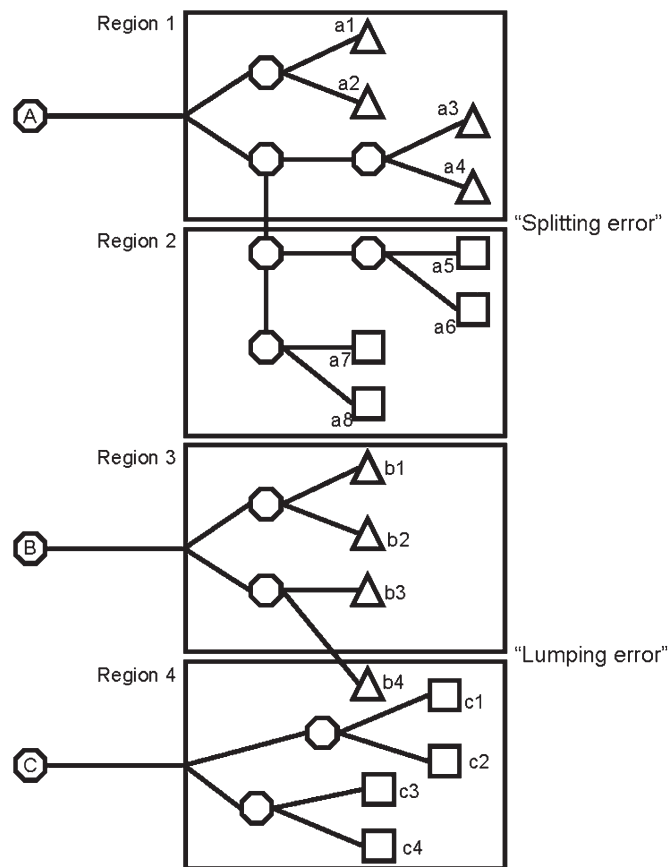 Region 1
a1
a2
A
a3
a4
"Splitting error"
Region 2
a5
a6
a7
a8
Region 3
b1
b2
B
b3
"Lumping error"
Region 4
b4
c1
C
c2
c3
c4